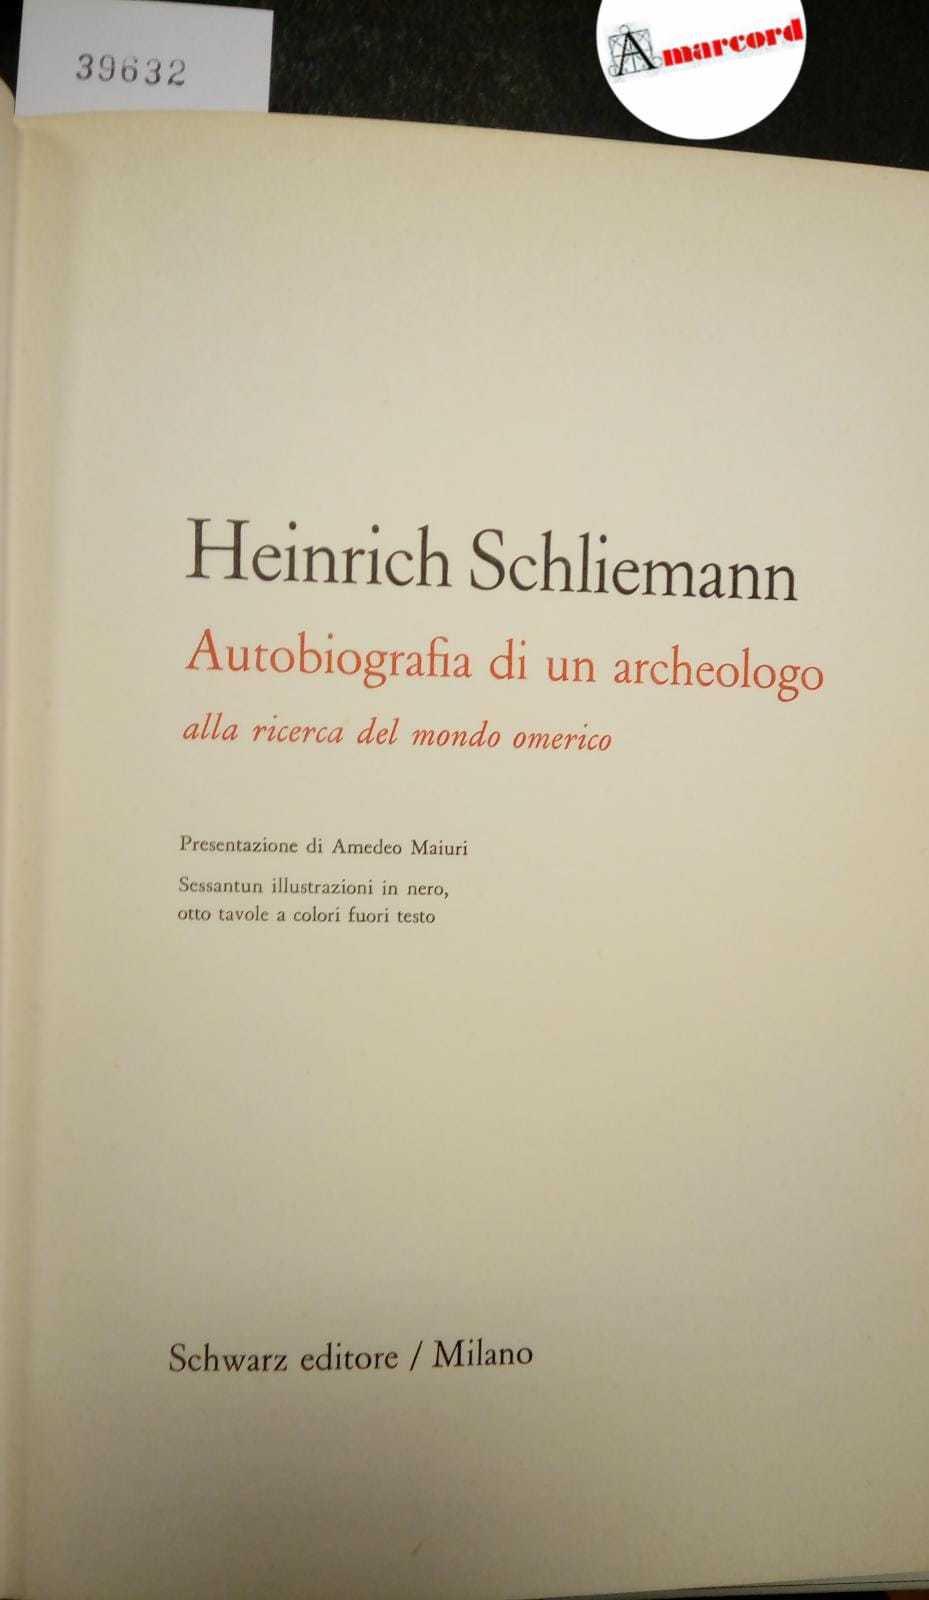 39632
Amarcord
Heinrich Schliemann
Autobiografia di un archeologo
alla ricerca del mondo omerico
Presentazione di Amedeo Maiuri
Sessantun illustrazioni in nero,
otto tavole a colori fuori testo
Schwarz editore / Milano